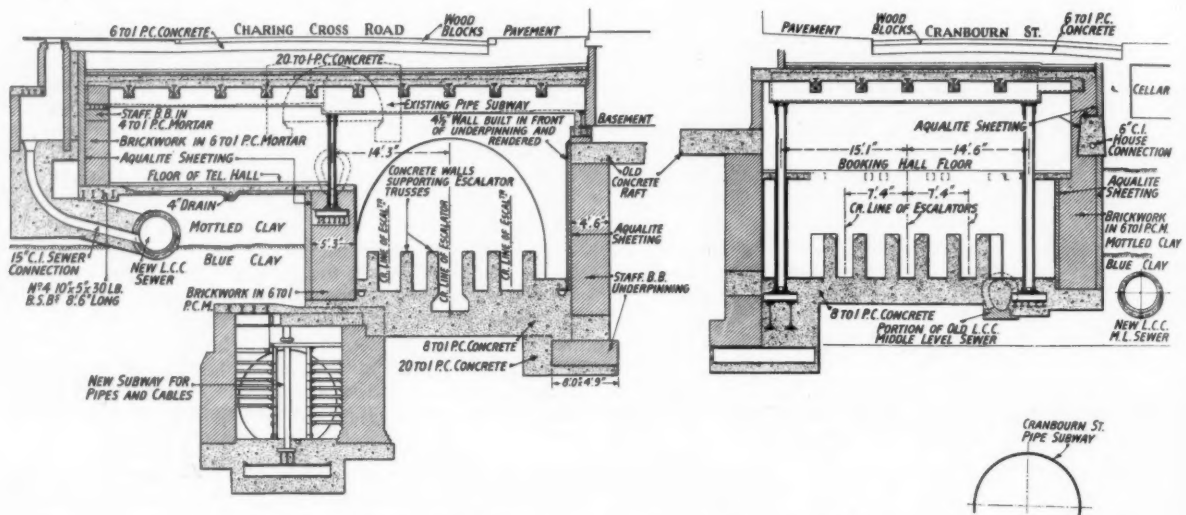 6 TO 1 P.C. CONCRETE
CHARING CROSS ROAD
WOOD
BLOCKS
PAVEMENT
20 TO 1 P.C. CONCRETE
EXISTING PIPE SUBWAY
4½" WALL BUILT IN FRONT
OF UNDERPINNING AND
RENDERED
BASEMENT
STAFF. B.B. IN
4 TO 1 P.C. MORTAR
BRICKWORK IN 6 TO 1 P.C. MORTAR
AQUALITE SHEETING
FLOOR OF TEL. HALL
14'.3"
CONCRETE WALLS
SUPPORTING ESCALATOR
TRUSSES
OLD
CONCRETE
RAFT
4" DRAIN
MOTTLED CLAY
BLUE CLAY
5'.3"
CR. LINE OF ESCALTR
CR. LINE OF ESCALATOR
CR. LINE OF ESCALTR
4'.6"
AQUALITE
SHEETING
STAFF. B.B.
UNDERPINNING
15" C.I. SEWER
CONNECTION
NEW L.C.C
SEWER
Nº 4 10"x5"x30 LB.
B.S.Bs 8'.6" LONG
BRICKWORK IN 6 TO 1
P.C.M.
8 TO 1 P.C. CONCRETE
20 TO 1 P.C. CONCRETE
8'.0"x4'.9"
NEW SUBWAY FOR
PIPES AND CABLES
PAVEMENT
WOOD
BLOCKS
CRANBOURN ST.
6 TO 1 P.C.
CONCRETE
CELLAR
AQUALITE SHEETING
6" C.I.
HOUSE
CONNECTION
15'.1"
14'.6"
BOOKING HALL FLOOR
7'.4"
7'.4"
CR. LINE OF ESCALATORS
AQUALITE
SHEETING
BRICKWORK
IN 6 TO 1 P.C.M.
MOTTLED CLAY
BLUE CLAY
8 TO 1 P.C. CONCRETE
PORTION OF OLD L.C.C.
MIDDLE LEVEL SEWER
NEW L.C.C.
M.L. SEWER
CRANBOURN ST.
PIPE SUBWAY